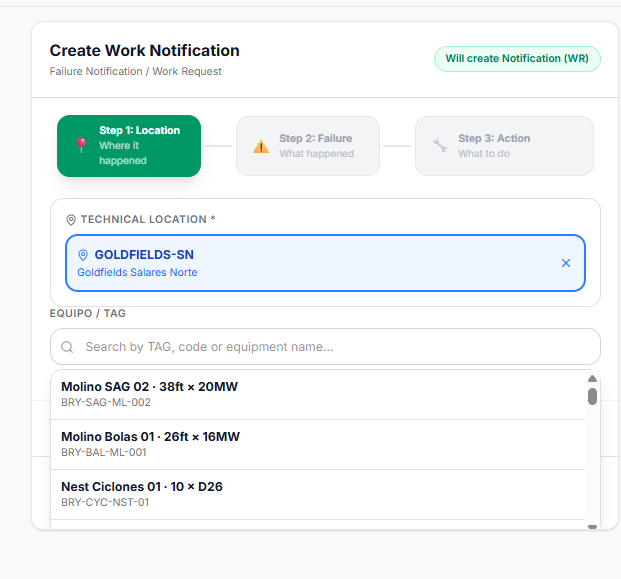 Create Work Notification
Failure Notification / Work Request
Will create Notification (WR)
Step 1: Location
Where it
happened
Step 2: Failure
What happened
Step 3: Action
What to do
TECHNICAL LOCATION *
GOLDFIELDS-SN
Goldfields Salares Norte
EQUIPO / TAG
Search by TAG, code or equipment name...
Molino SAG 02 · 38ft × 20MW
BRY-SAG-ML-002
Molino Bolas 01 · 26ft × 16MW
BRY-BAL-ML-001
Nest Ciclones 01 · 10 × D26
BRY-CYC-NST-01